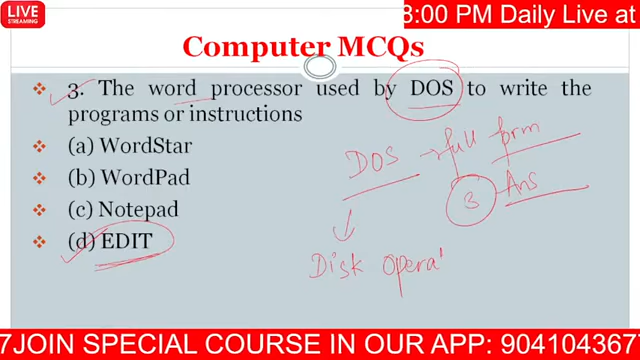 LIVE
STREAMING
8:00 PM Daily Live at
Computer MCQs
3. The word processor used by DOS to write the
programs or instructions
(a) WordStar
(b) WordPad
(c) Notepad
(d) EDIT
DOS → full form
3 Ans
Disk Opera
7JOIN SPECIAL COURSE IN OUR APP: 904104367